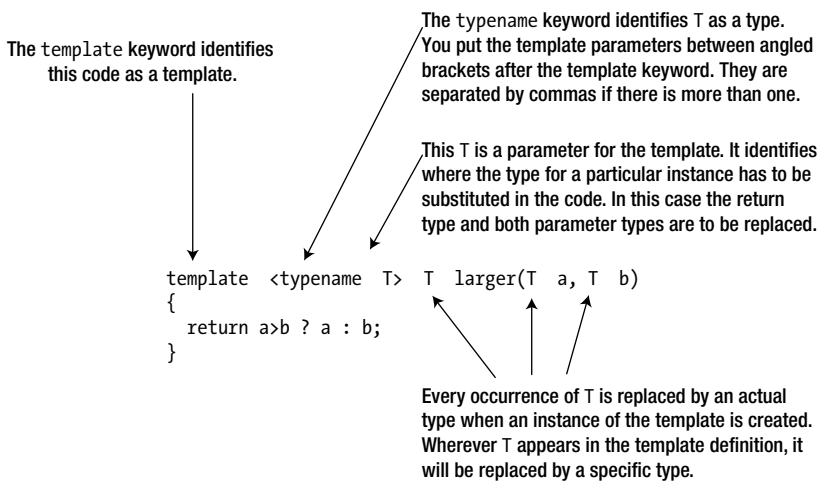 The template keyword identifies
this code as a template.
The typename keyword identifies T as a type.
You put the template parameters between angled
brackets after the template keyword. They are
separated by commas if there is more than one.
This T is a parameter for the template. It identifies
where the type for a particular instance has to be
substituted in the code. In this case the return
type and both parameter types are to be replaced.
template <typename T> T larger(T a, T b)
{
return a>b ? a : b;
}
Every occurrence of T is replaced by an actual
type when an instance of the template is created.
Wherever T appears in the template definition, it
will be replaced by a specific type.